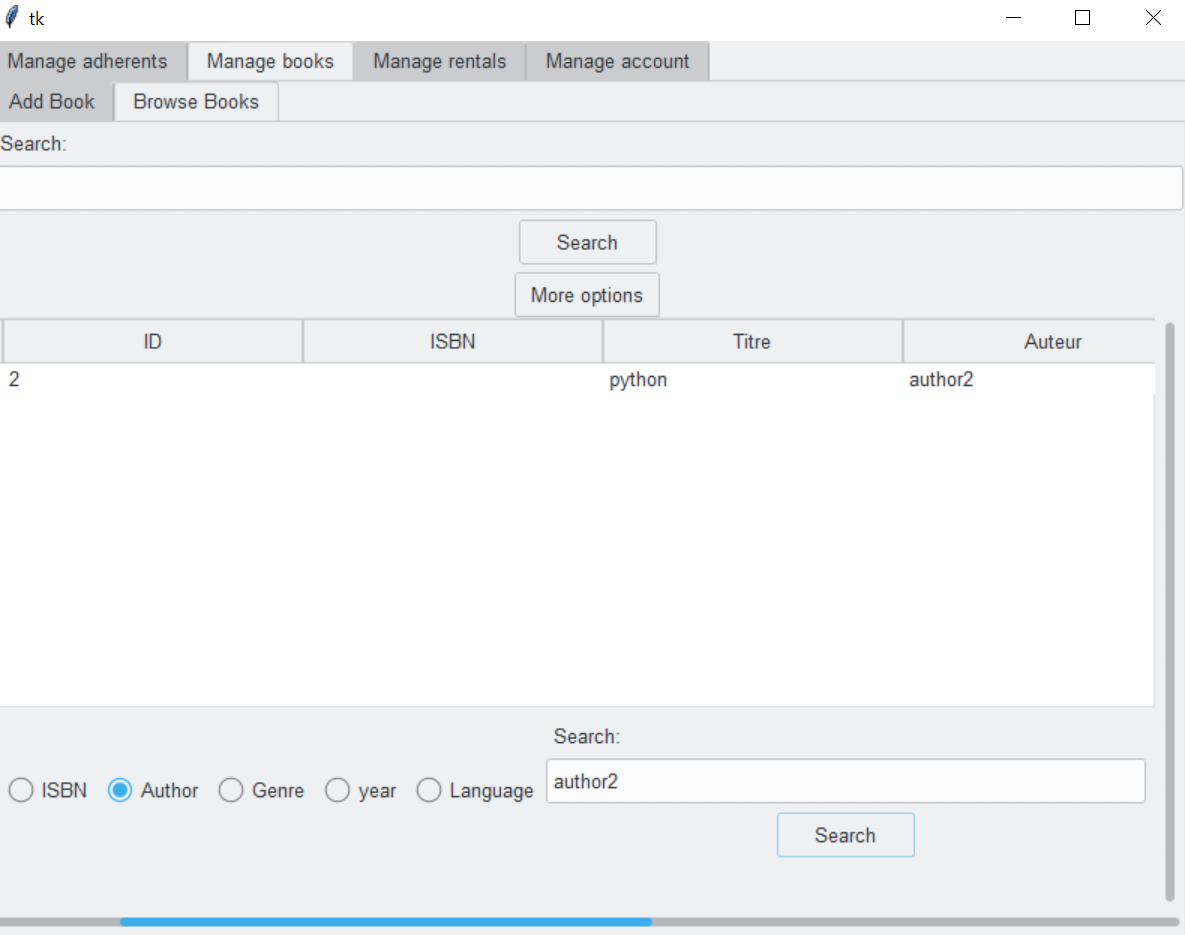 tk
Manage adherents Manage books Manage rentals Manage account
Add Book Browse Books
Search:
Search
More options
ID ISBN Titre Auteur
2 python author2
Search:
ISBN Author Genre year Language author2
Search